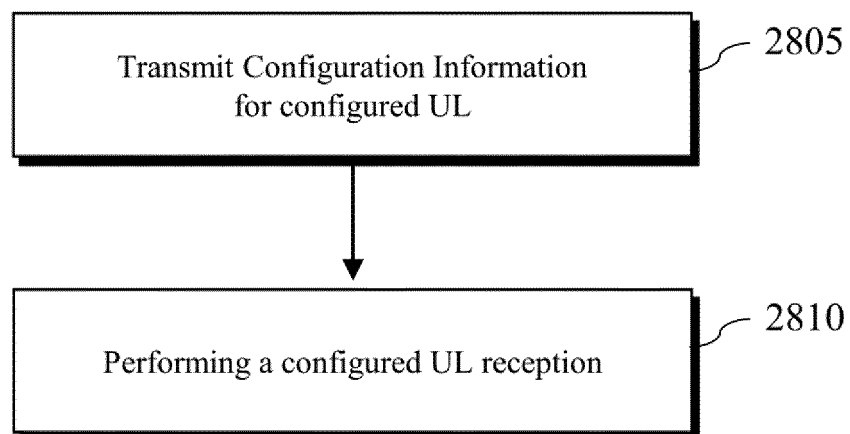 Transmit Configuration Information
for configured UL
2805
Performing a configured UL reception
2810